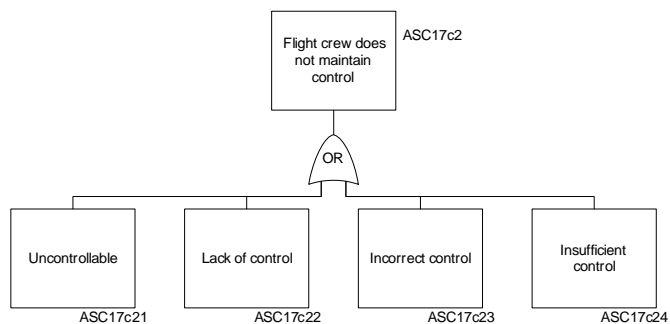 Flight crew does
not maintain
control
ASC17c2
OR
Uncontrollable
Lack of control
Incorrect control
Insufficient
control
ASC17c21
ASC17c22
ASC17c23
ASC17c24